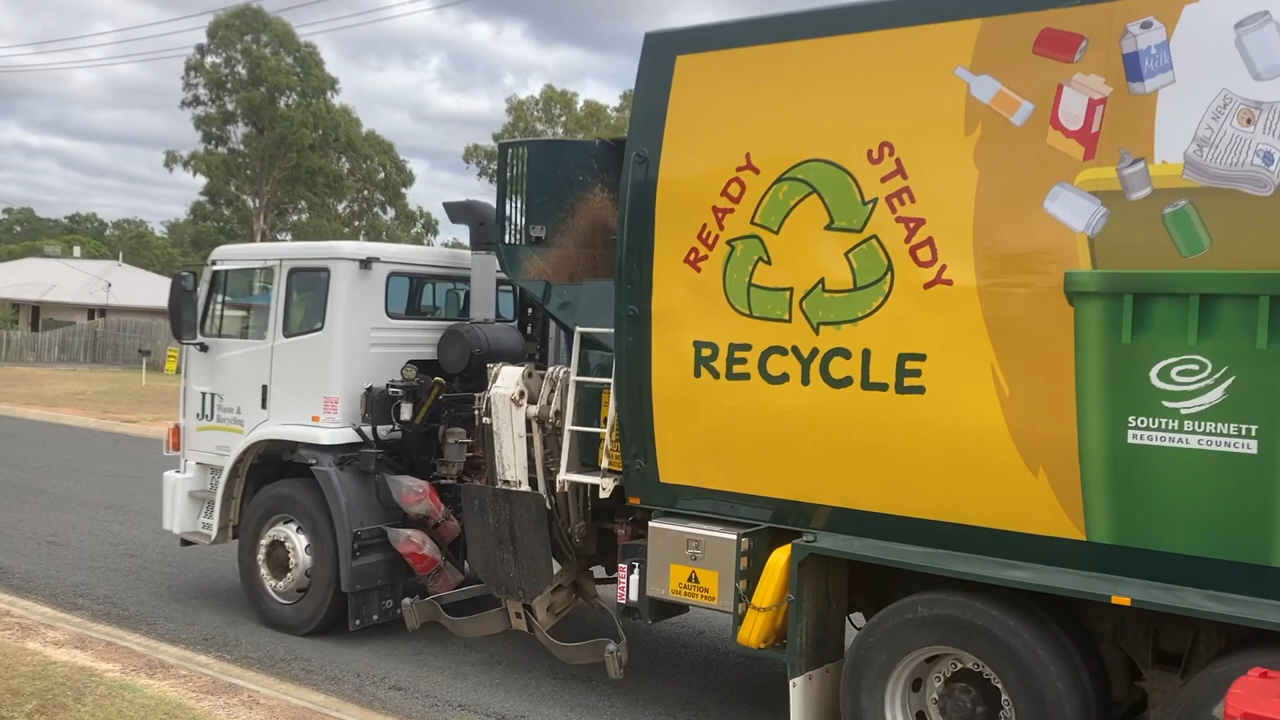 READY
STEADY
RECYCLE
Milk
DAILY NEWS
SOUTH BURNETT
REGIONAL COUNCIL
JJ's
Waste &
Recycling
WATER
CAUTION
USE BODY PROP